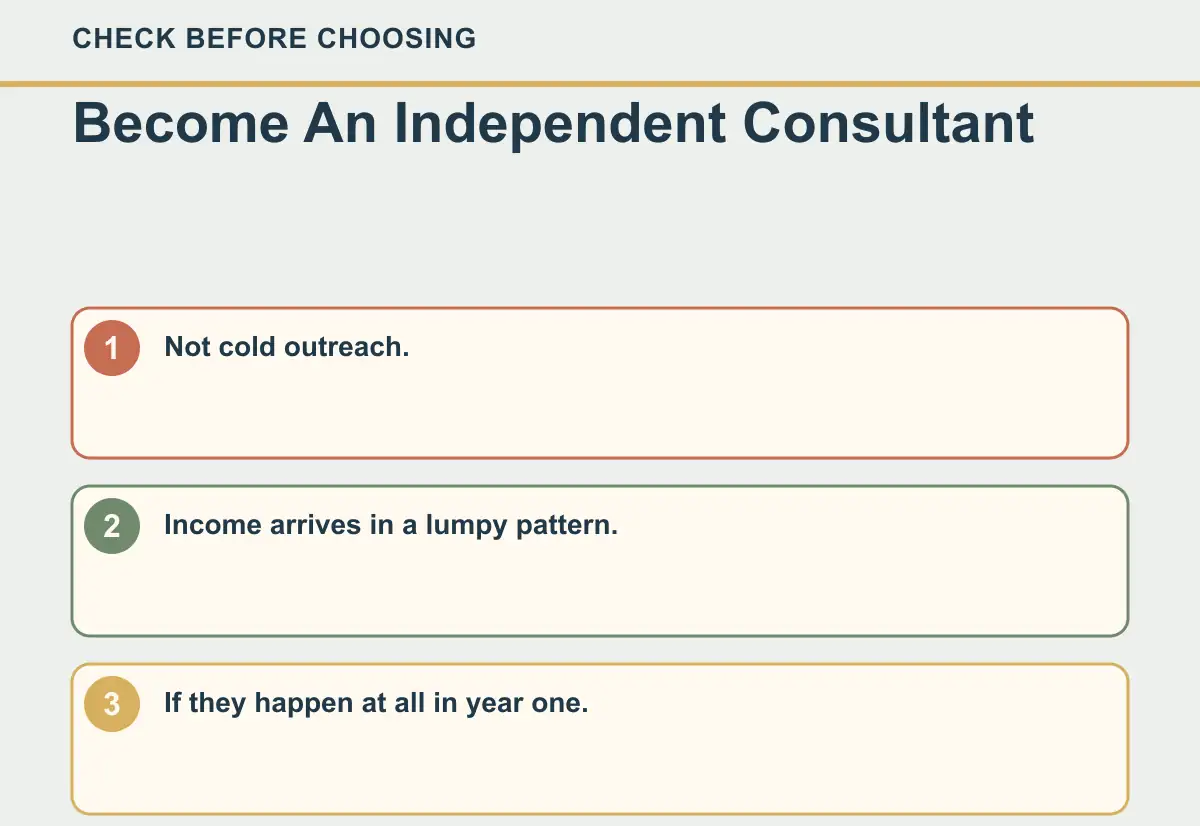 CHECK BEFORE CHOOSING
Become An Independent Consultant
1 Not cold outreach.
2 Income arrives in a lumpy pattern.
3 If they happen at all in year one.